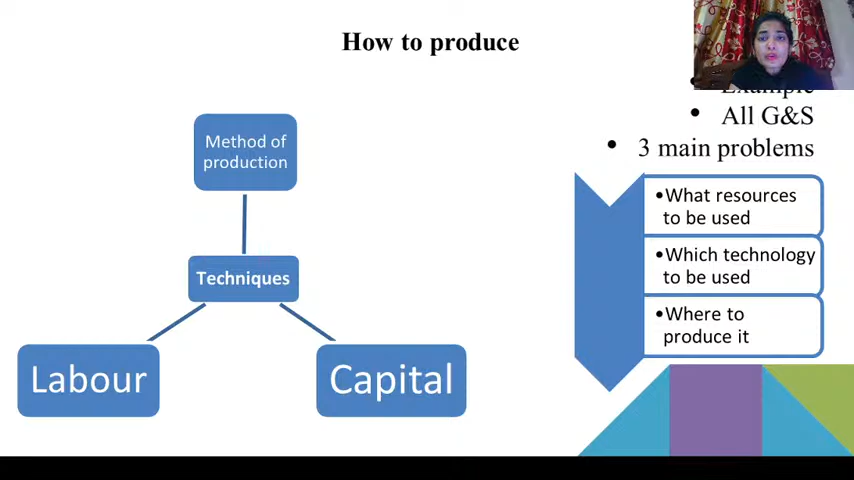 How to produce
Example
• All G&S
• 3 main problems
Method of
production
Techniques
Labour
Capital
•What resources
to be used
•Which technology
to be used
•Where to
produce it